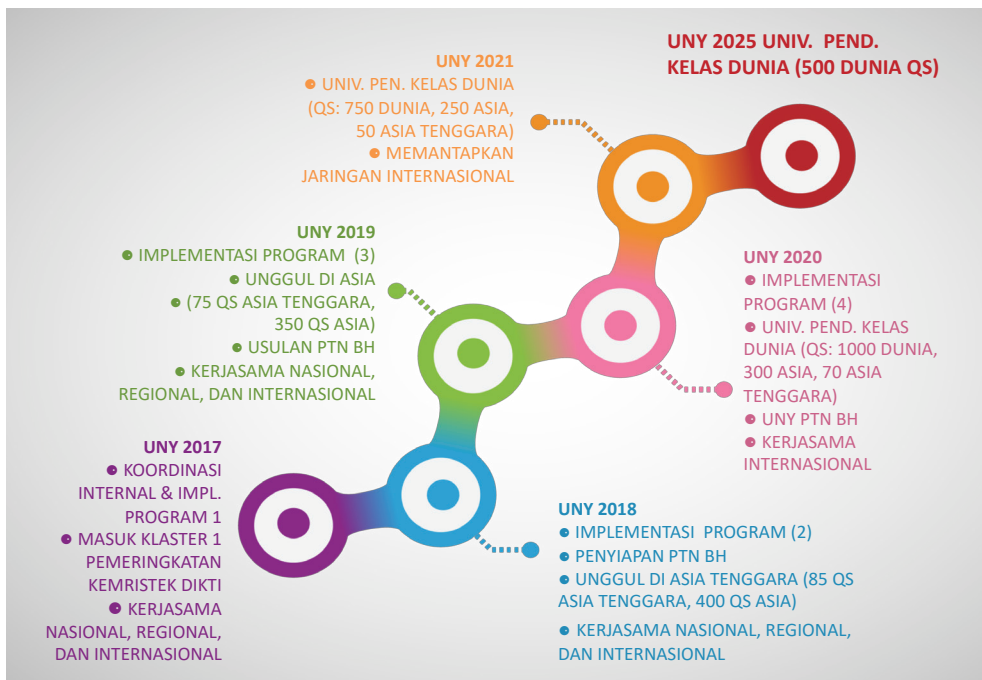 UNY 2025 UNIV. PEND.
KELAS DUNIA (500 DUNIA QS)
UNY 2021
UNIV. PEN. KELAS DUNIA
(QS: 750 DUNIA, 250 ASIA,
50 ASIA TENGGARA)
MEMANTAPKAN
JARINGAN INTERNASIONAL
UNY 2019
IMPLEMENTASI PROGRAM (3)
UNGGUL DI ASIA
(75 QS ASIA TENGGARA,
350 QS ASIA)
USULAN PTN BH
KERJASAMA NASIONAL,
REGIONAL, DAN INTERNASIONAL
UNY 2020
IMPLEMENTASI
PROGRAM (4)
UNIV. PEND. KELAS
DUNIA (QS: 1000 DUNIA,
300 ASIA, 70 ASIA
TENGGARA)
UNY PTN BH
KERJASAMA
INTERNASIONAL
UNY 2017
KOORDINASI
INTERNAL & IMPL.
PROGRAM 1
MASUK KLASTER 1
PEMERINGKATAN
KEMRISTEK DIKTI
KERJASAMA
NASIONAL, REGIONAL,
DAN INTERNASIONAL
UNY 2018
IMPLEMENTASI PROGRAM (2)
PENYIAPAN PTN BH
UNGGUL DI ASIA TENGGARA (85 QS
ASIA TENGGARA, 400 QS ASIA)
KERJASAMA NASIONAL, REGIONAL,
DAN INTERNASIONAL